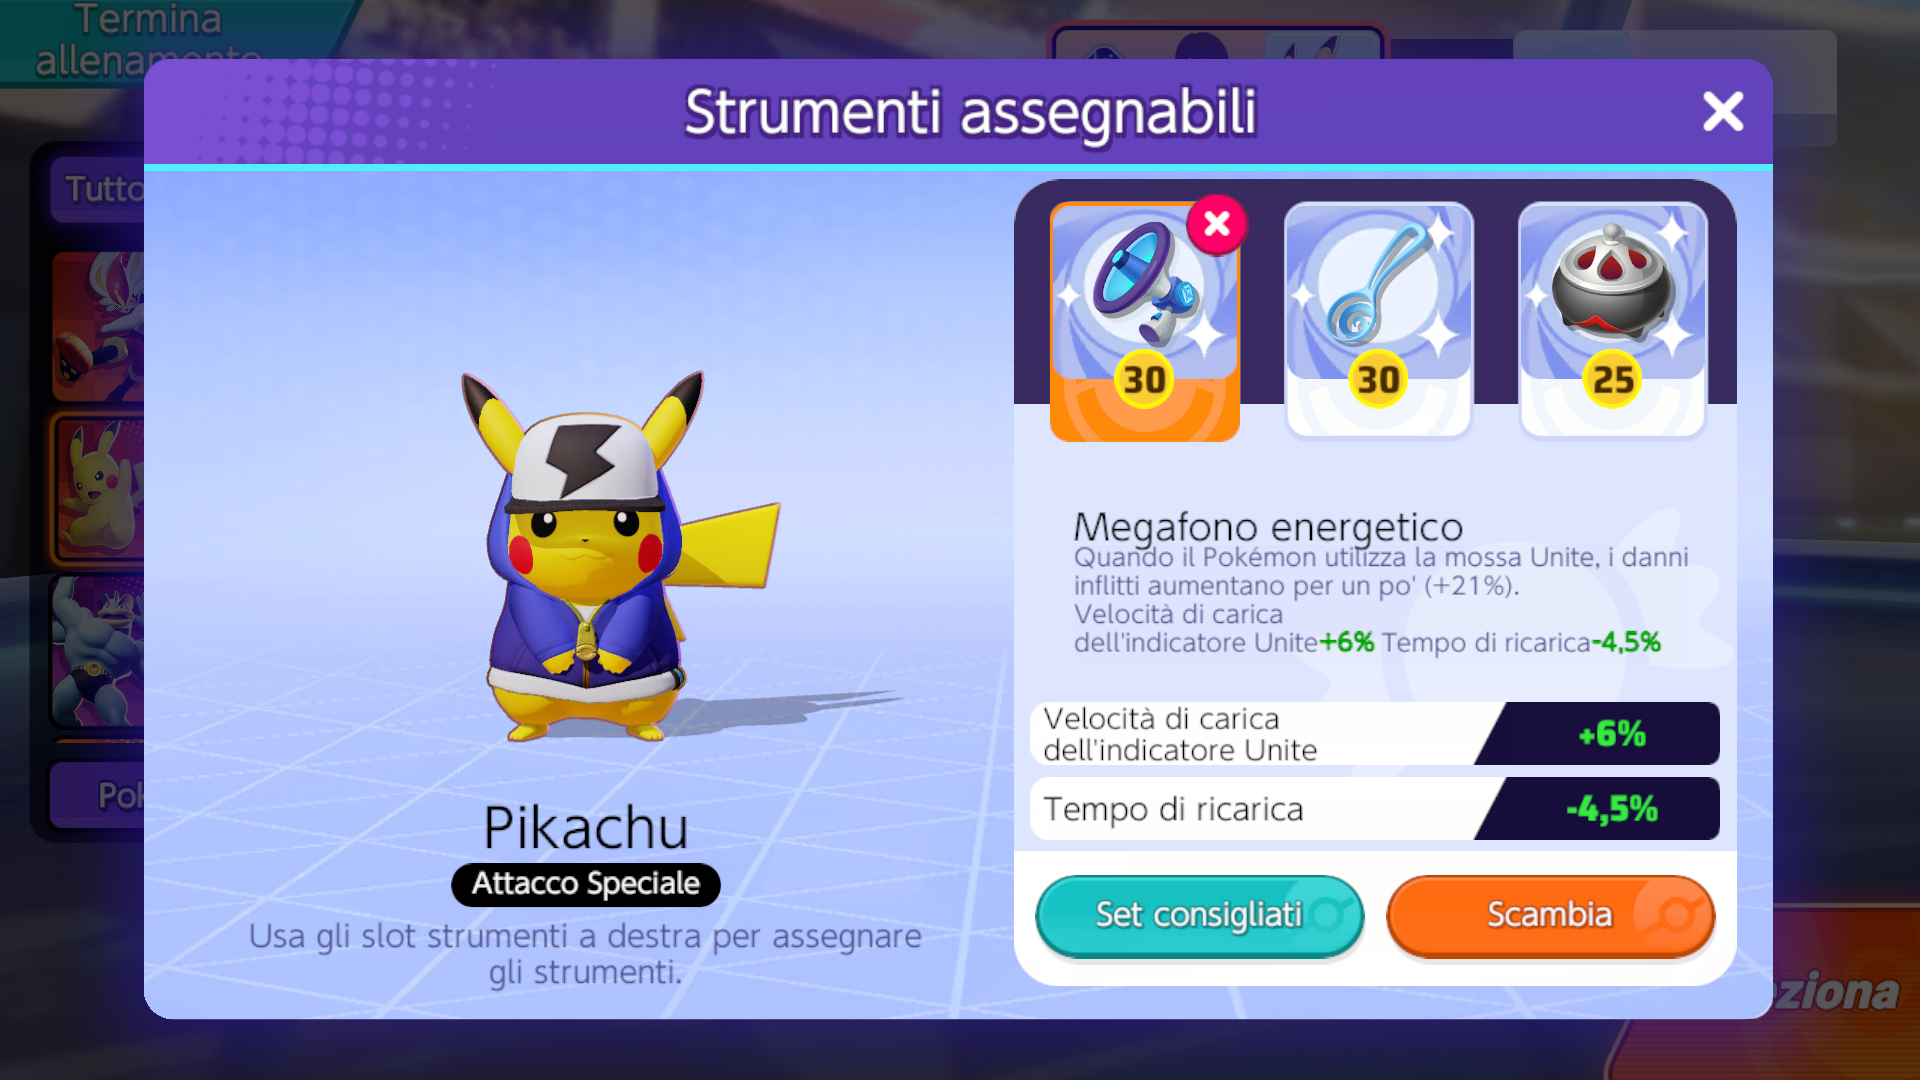 Termina
allenamento
Strumenti assegnabili
Tutto
30
30
25
Megafono energetico
Quando il Pokémon utilizza la mossa Unite, i danni
inflitti aumentano per un po' (+21%).
Velocità di carica
dell'indicatore Unite+6% Tempo di ricarica-4,5%
Velocità di carica
dell'indicatore Unite
+6%
Tempo di ricarica
-4,5%
Pok
Pikachu
Attacco Speciale
Usa gli slot strumenti a destra per assegnare
gli strumenti.
Set consigliati
Scambia
eziona